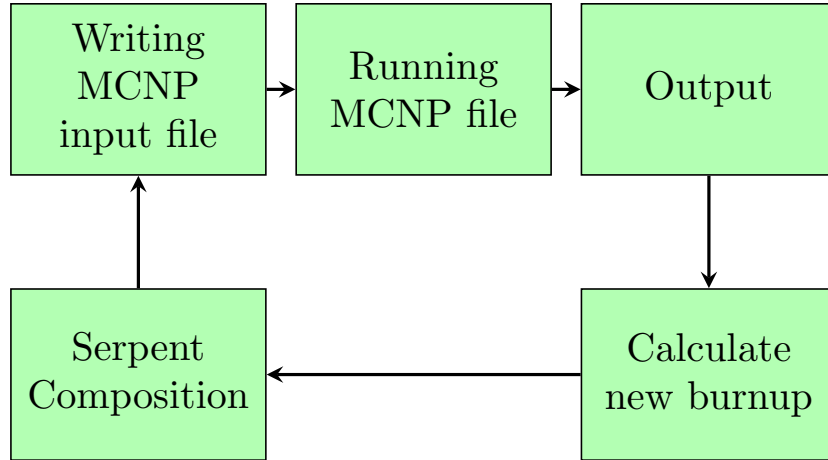 Writing
MCNP
input file
Running
MCNP file
Output
Serpent
Composition
Calculate
new burnup